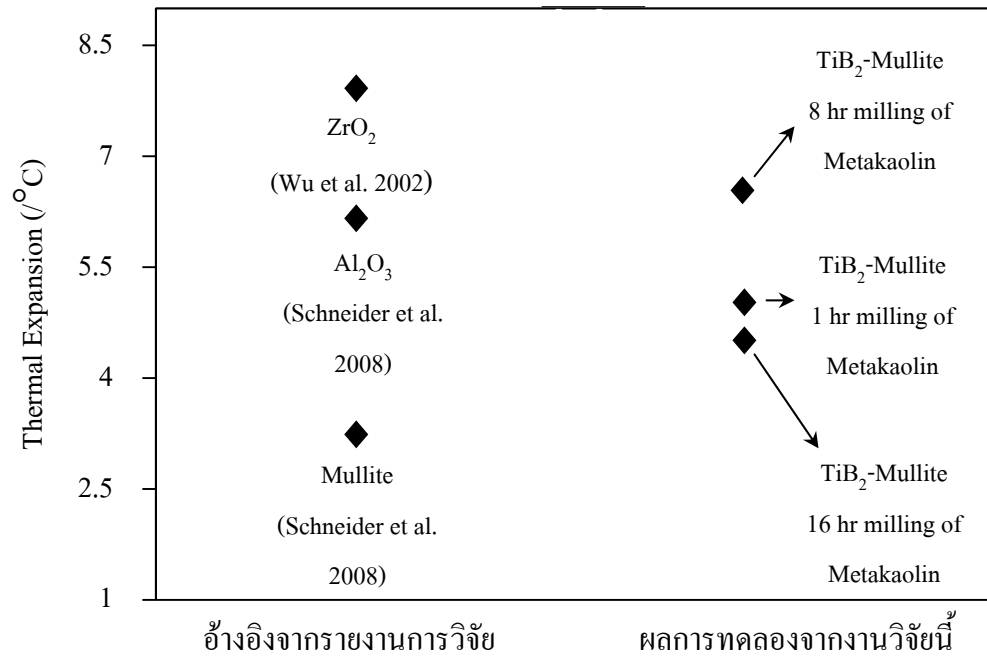 Thermal Expansion (/°C)
8.5
7
5.5
4
2.5
1
ZrO₂
(Wu et al. 2002)
Al₂O₃
(Schneider et al.
2008)
Mullite
(Schneider et al.
2008)
TiB₂-Mullite
8 hr milling of
Metakaolin
TiB₂-Mullite
1 hr milling of
Metakaolin
TiB₂-Mullite
16 hr milling of
Metakaolin
อ้างอิงจากรายงานการวิจัย
ผลการทดลองจากงานวิจัยนี้